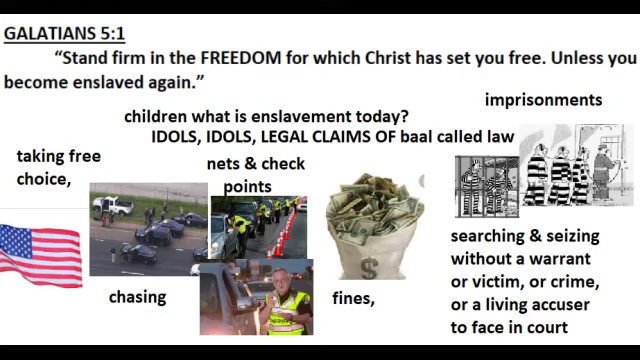 GALATIANS 5:1
“Stand firm in the FREEDOM for which Christ has set you free. Unless you
become enslaved again.”
imprisonments
children what is enslavement today?
IDOLS, IDOLS, LEGAL CLAIMS OF baal called law
taking free
choice,
nets & check
points
chasing
fines,
$
searching & seizing
without a warrant
or victim, or crime,
or a living accuser
to face in court